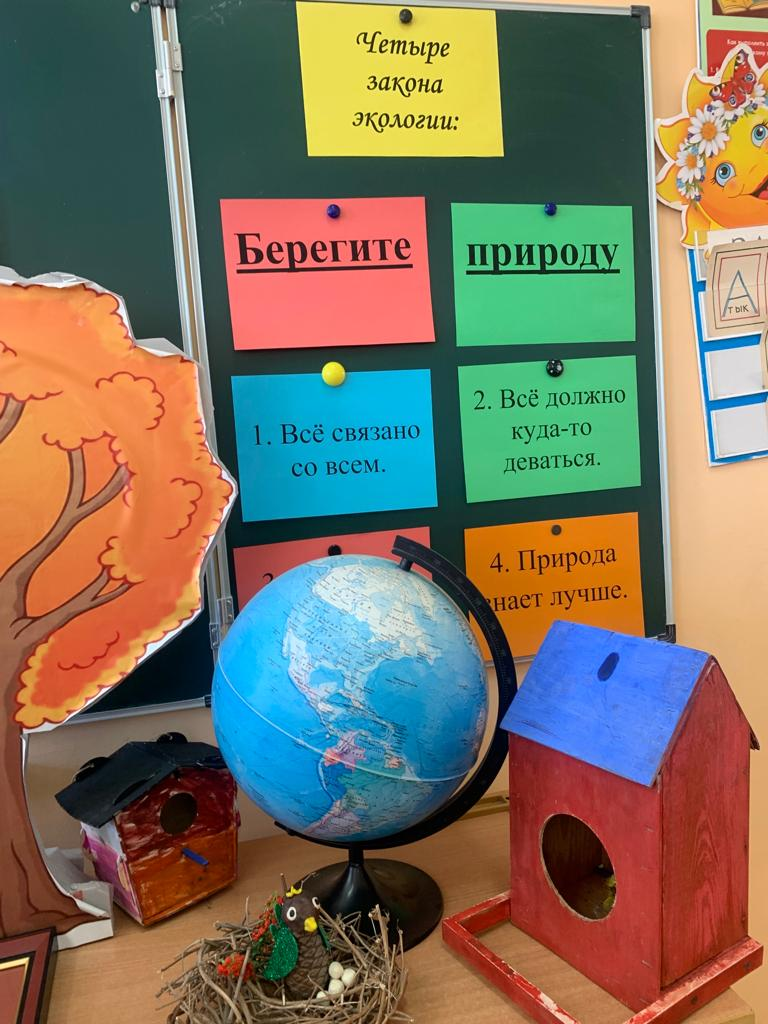 Четыре
закона
экологии:
Берегите
природу
1. Всё связано
со всем.
2. Всё должно
куда-то
деваться.
4. Природа
знает лучше.
А
ТЫК